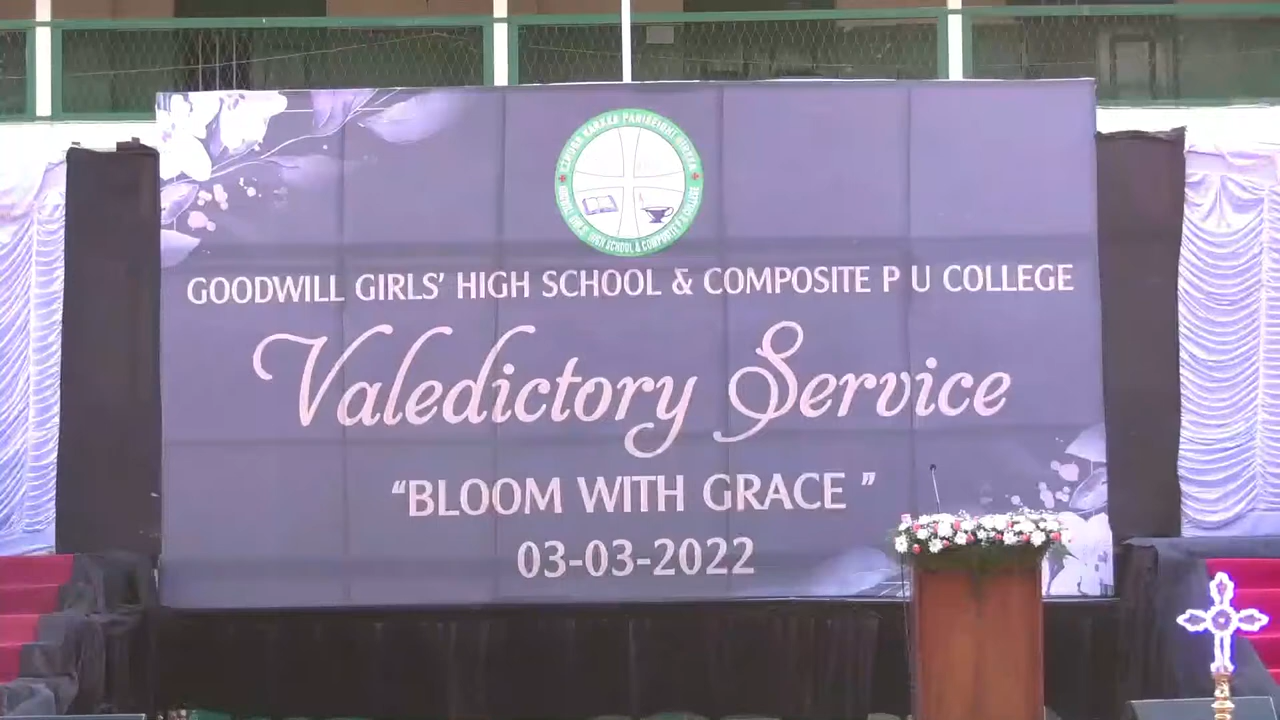 GOODWILL GIRLS' HIGH SCHOOL & COMPOSITE P U COLLEGE
Valedictory Service
“BLOOM WITH GRACE ”
03-03-2022